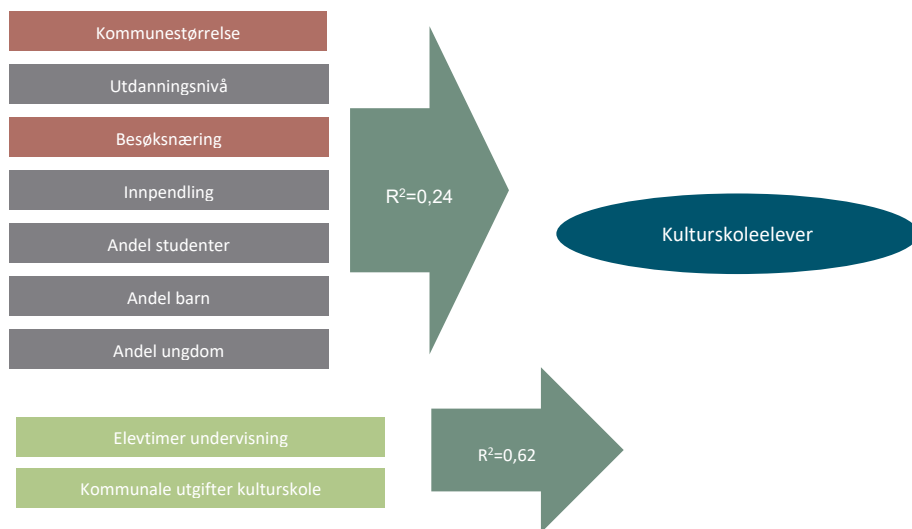 Kommunestørrelse
Utdanningsnivå
Besøksnæring
Innpendling
Andel studenter
Andel barn
Andel ungdom
R²=0,24
Kulturskoleelever
Elevtimer undervisning
Kommunale utgifter kulturskole
R²=0,62